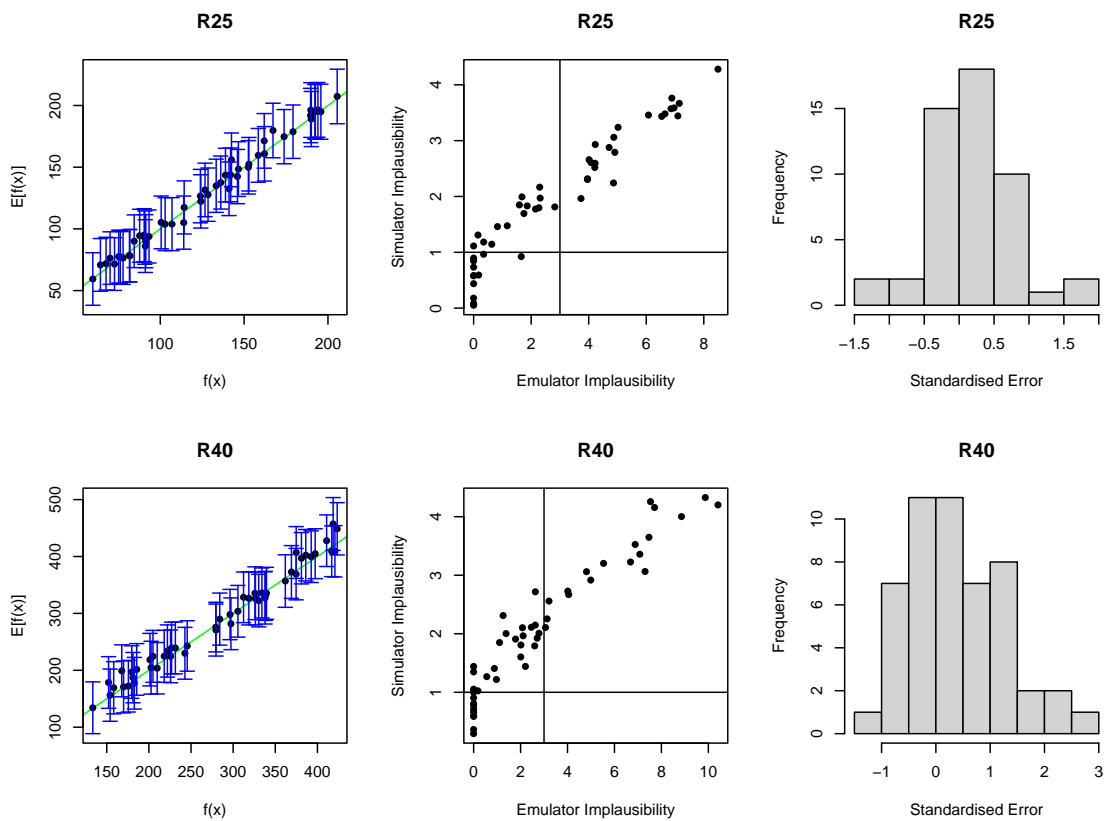 R25
E[f(x)]
50 100 150 200
100 150 200
f(x)
R25
Simulator Implausibility
0 1 2 3 4
0 2 4 6 8
Emulator Implausibility
R25
Frequency
0 5 10 15
−1.5 −0.5 0.5 1.5
Standardised Error
R40
E[f(x)]
100 200 300 400 500
150 200 250 300 350 400
f(x)
R40
Simulator Implausibility
1 2 3 4
0 2 4 6 8 10
Emulator Implausibility
R40
Frequency
0 2 4 6 8 10
−1 0 1 2 3
Standardised Error